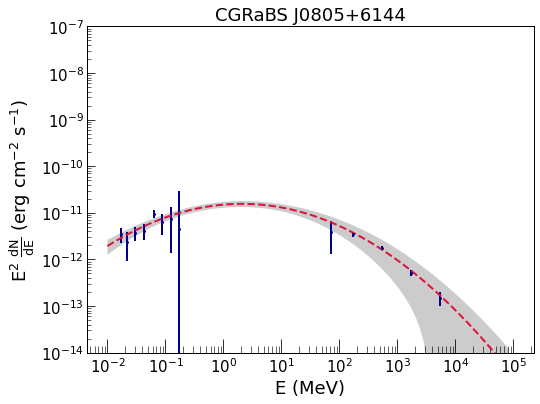 CGRaBS J0805+6144
E² dN/dE (erg cm⁻² s⁻¹)
10⁻⁷
10⁻⁸
10⁻⁹
10⁻¹⁰
10⁻¹¹
10⁻¹²
10⁻¹³
10⁻¹⁴
10⁻² 10⁻¹ 10⁰ 10¹ 10² 10³ 10⁴ 10⁵
E (MeV)